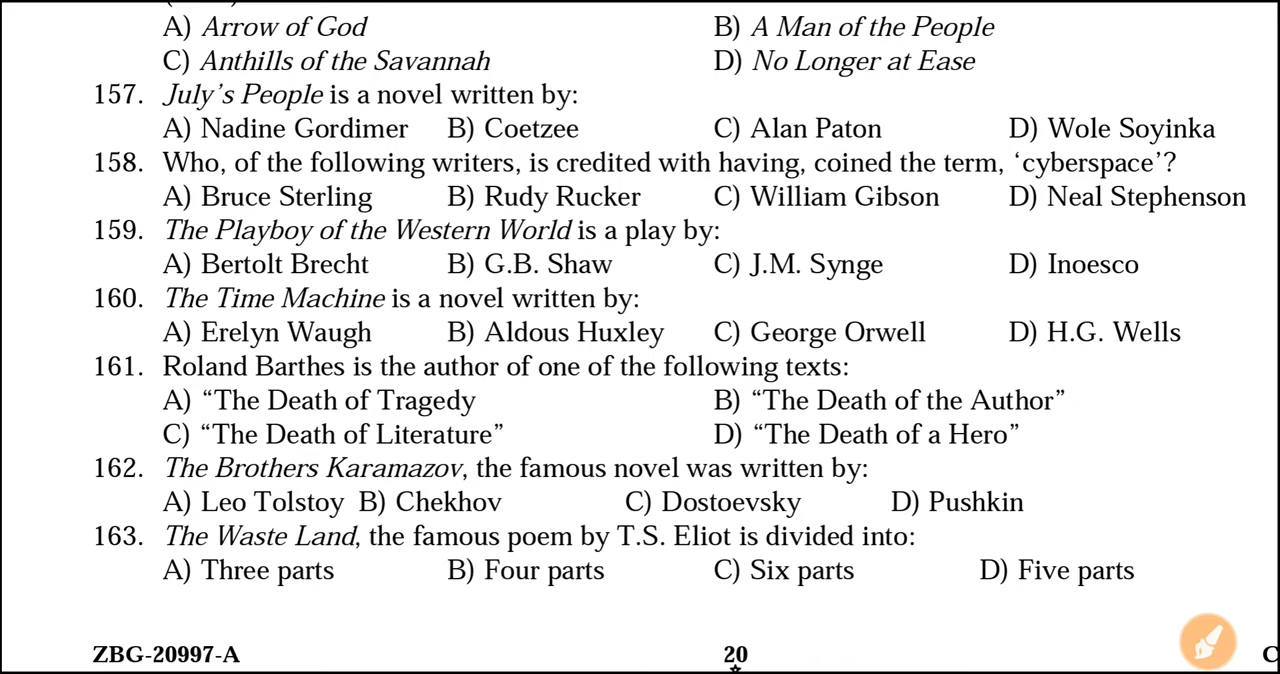 A) Arrow of God B) A Man of the People
C) Anthills of the Savannah D) No Longer at Ease
157. July's People is a novel written by:
A) Nadine Gordimer B) Coetzee C) Alan Paton D) Wole Soyinka
158. Who, of the following writers, is credited with having, coined the term, ‘cyberspace’?
A) Bruce Sterling B) Rudy Rucker C) William Gibson D) Neal Stephenson
159. The Playboy of the Western World is a play by:
A) Bertolt Brecht B) G.B. Shaw C) J.M. Synge D) Inoesco
160. The Time Machine is a novel written by:
A) Erelyn Waugh B) Aldous Huxley C) George Orwell D) H.G. Wells
161. Roland Barthes is the author of one of the following texts:
A) “The Death of Tragedy B) “The Death of the Author”
C) “The Death of Literature” D) “The Death of a Hero”
162. The Brothers Karamazov, the famous novel was written by:
A) Leo Tolstoy B) Chekhov C) Dostoevsky D) Pushkin
163. The Waste Land, the famous poem by T.S. Eliot is divided into:
A) Three parts B) Four parts C) Six parts D) Five parts
ZBG-20997-A 20